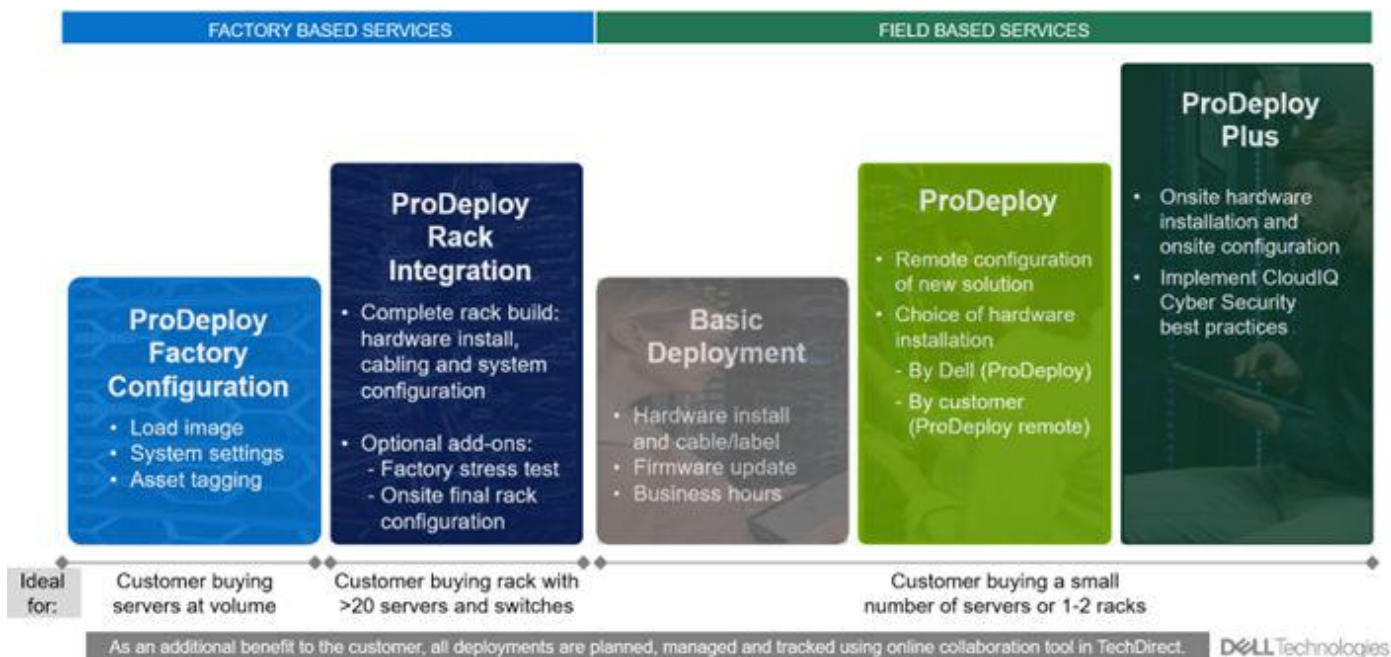 FACTORY BASED SERVICES
FIELD BASED SERVICES
ProDeploy
Factory
Configuration
• Load image
• System settings
• Asset tagging
ProDeploy
Rack
Integration
• Complete rack build:
hardware install,
cabling and system
configuration
• Optional add-ons:
- Factory stress test
- Onsite final rack
configuration
Basic
Deployment
• Hardware install
and cable/label
• Firmware update
• Business hours
ProDeploy
• Remote configuration
of new solution
• Choice of hardware
installation
- By Dell (ProDeploy)
- By customer
(ProDeploy remote)
ProDeploy
Plus
• Onsite hardware
installation and
onsite configuration
• Implement CloudIQ
Cyber Security
best practices
Ideal
for:
Customer buying
servers at volume
Customer buying rack with
>20 servers and switches
Customer buying a small
number of servers or 1-2 racks
As an additional benefit to the customer, all deployments are planned, managed and tracked using online collaboration tool in TechDirect.
DELL Technologies